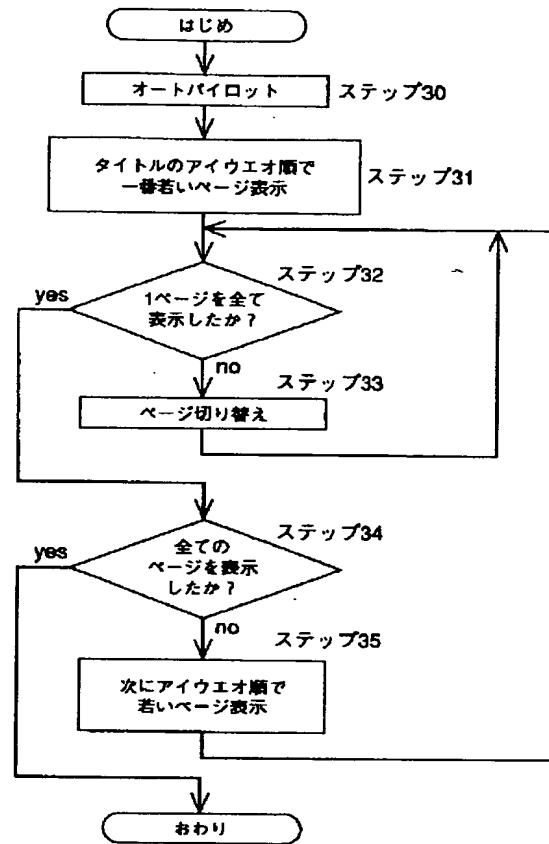 はじめ
オートパイロット
ステップ30
タイトルのアイウエオ順で
一番若いページ表示
ステップ31
ステップ32
yes
1ページを全て
表示したか？
no
ステップ33
ページ切り替え
ステップ34
yes
全ての
ページを表示
したか？
no
ステップ35
次にアイウエオ順で
若いページ表示
おわり